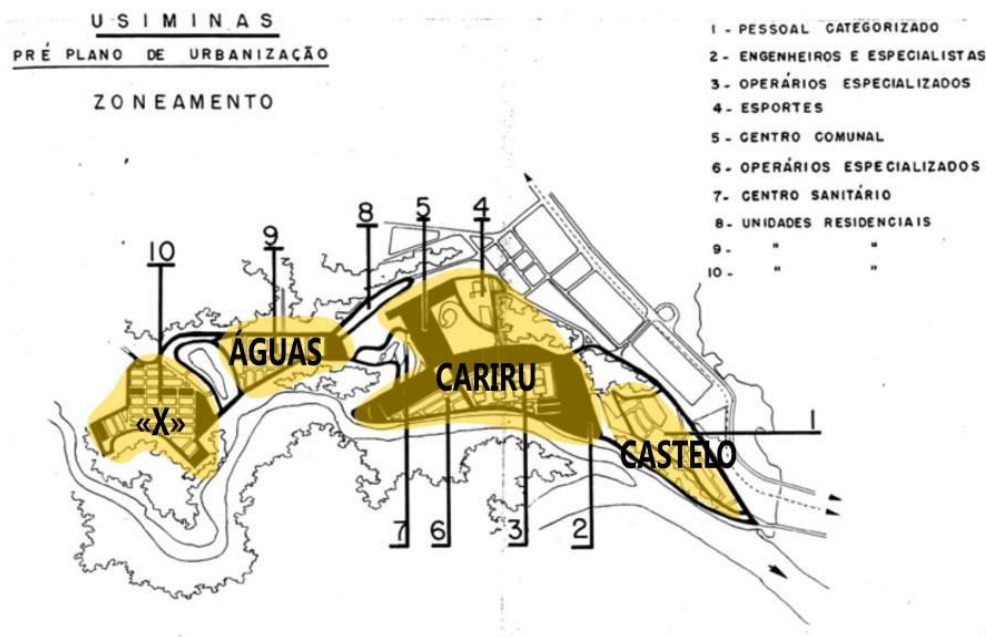 USIMINAS
PRÉ PLANO DE URBANIZAÇÃO
ZONEAMENTO
1 - PESSOAL CATEGORIZADO
2 - ENGENHEIROS E ESPECIALISTAS
3 - OPERÁRIOS ESPECIALIZADOS
4 - ESPORTES
5 - CENTRO COMUNAL
6 - OPERÁRIOS ESPECIALIZADOS
7 - CENTRO SANITÁRIO
8 - UNIDADES RESIDENCIAIS
9 - " "
10 - " "
10
9
8
5
4
ÁGUAS
CARIRU
«X»
CASTELO
1
7
6
3
2